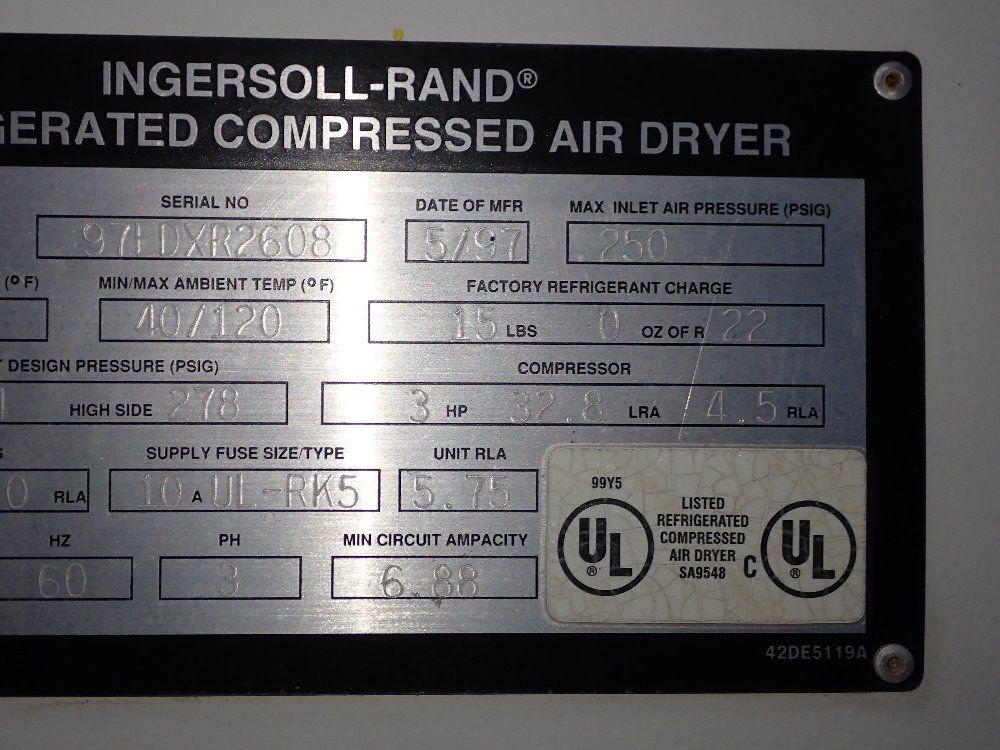 INGERSOLL-RAND®
GERATED COMPRESSED AIR DRYER
SERIAL NO DATE OF MFR MAX INLET AIR PRESSURE (PSIG)
5/97 250
(°F) MIN/MAX AMBIENT TEMP (°F) FACTORY REFRIGERANT CHARGE
40/120 15 LBS 0 OZ OF R 22
DESIGN PRESSURE (PSIG) COMPRESSOR
HIGH SIDE 278 3 HP 32.8 LRA 4.5 RLA
SUPPLY FUSE SIZE/TYPE UNIT RLA
0 RLA 10 A UL-RK5 5.75
HZ PH MIN CIRCUIT AMPACITY
60 3 6.88
99Y5
UL ®
LISTED
REFRIGERATED
COMPRESSED
AIR DRYER
SA9548
C UL ®
42DE5119A